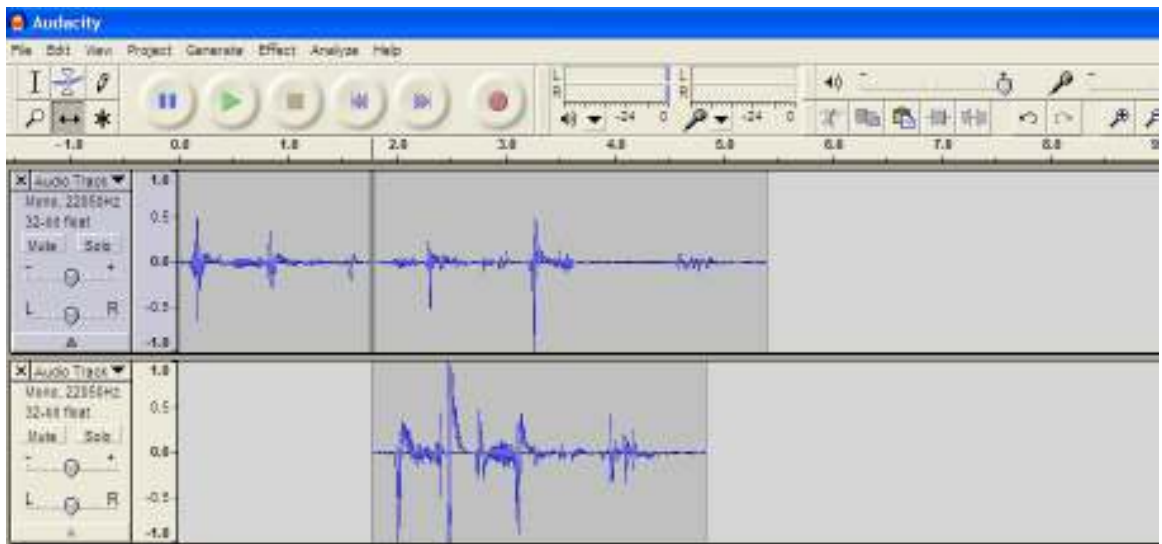 Audacity
File Edit View Project Generate Effect Analyze Help
L R
L R
-24 0
-24 0
-1.0 0.0 1.0 2.0 3.0 4.0 5.0 6.0 7.0 8.0 9
X Audio Track
Mono, 22050Hz
32-bit float
Mute Solo
- +
L R
1.0
0.5
0.0
-0.5
-1.0
X Audio Track
Mono, 22050Hz
32-bit float
Mute Solo
- +
L R
1.0
0.5
0.0
-0.5
-1.0